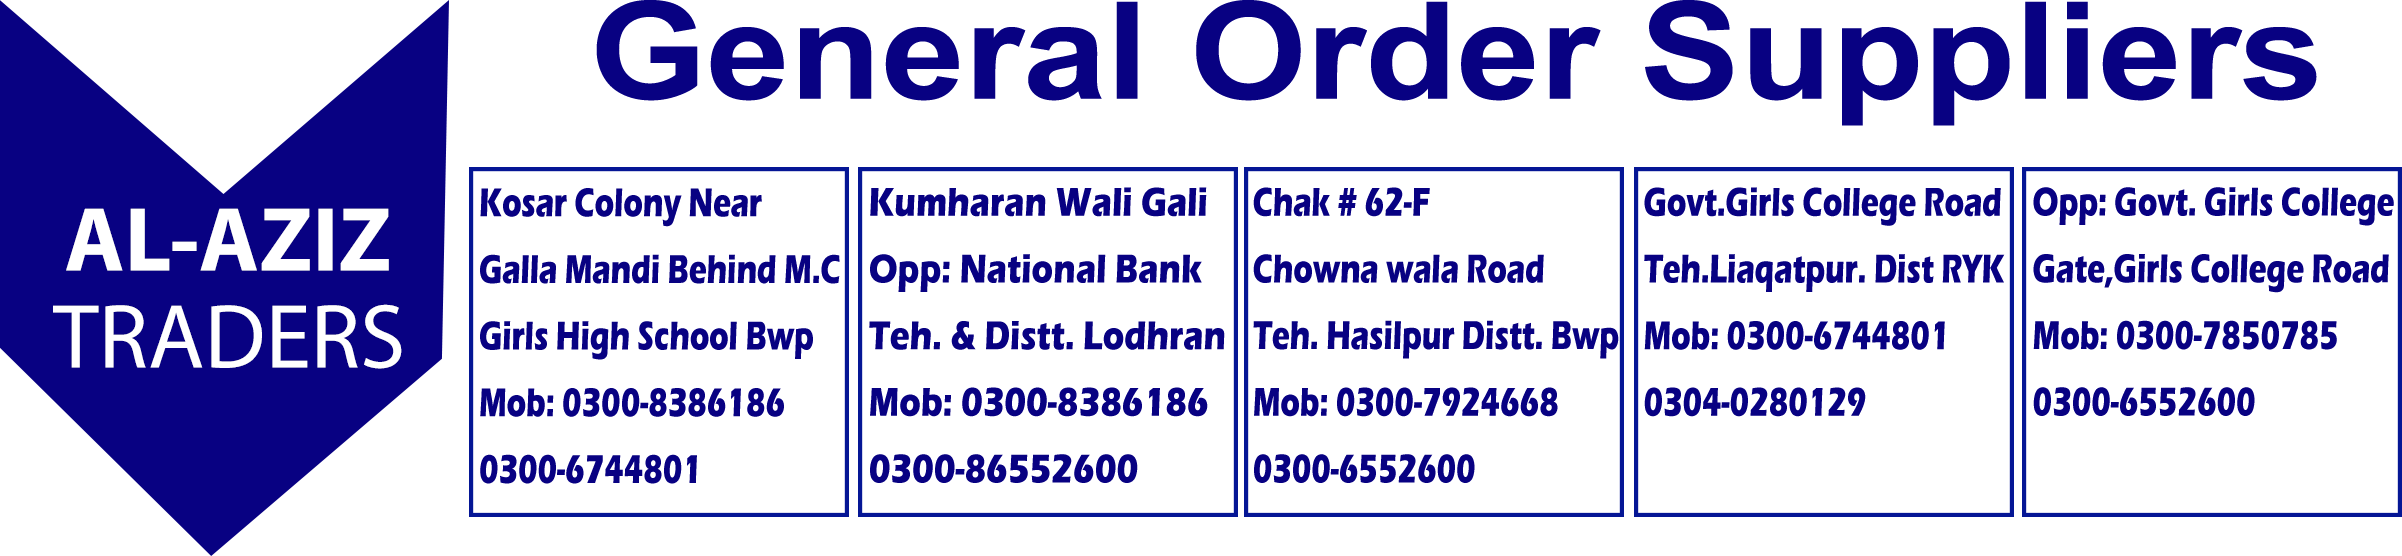 General Order Suppliers
AL-AZIZ
TRADERS
Kosar Colony Near
Galla Mandi Behind M.C
Girls High School Bwp
Mob: 0300-8386186
0300-6744801
Kumharan Wali Gali
Opp: National Bank
Teh. & Distt. Lodhran
Mob: 0300-8386186
0300-86552600
Chak # 62-F
Chowna wala Road
Teh. Hasilpur Distt. Bwp
Mob: 0300-7924668
0300-6552600
Govt.Girls College Road
Teh.Liaqatpur. Dist RYK
Mob: 0300-6744801
0304-0280129
Opp: Govt. Girls College
Gate,Girls College Road
Mob: 0300-7850785
0300-6552600